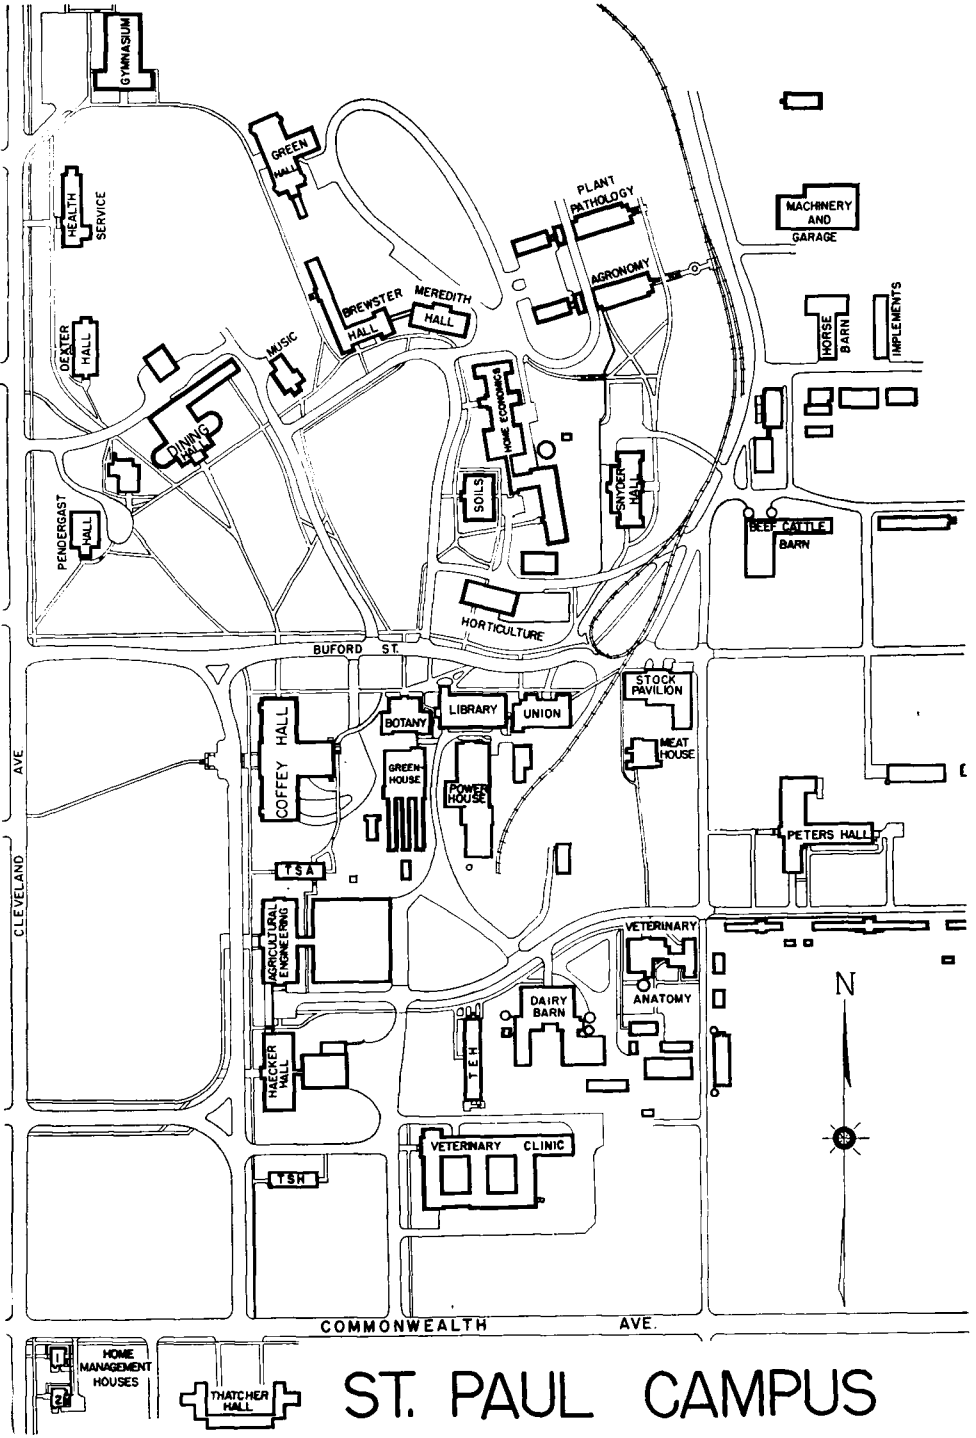 GYMNASIUM
GREEN
HALL
PLANT
PATHOLOGY
MACHINERY
AND
GARAGE
HEALTH
SERVICE
AGRONOMY
BREWSTER
HALL
MEREDITH
HALL
HORSE
BARN
IMPLEMENTS
DEXTER
HALL
MUSIC
DINING
HALL
HOME ECONOMICS
SOILS
SNYDER
HALL
PENDERGAST
HALL
BEEF CATTLE
BARN
HORTICULTURE
BUFORD ST.
STOCK
PAVILION
COFFEY HALL
BOTANY
LIBRARY
UNION
MEAT
HOUSE
GREEN
HOUSE
POWER
HOUSE
PETERS HALL
CLEVELAND AVE
TSA
AGRICULTURAL
ENGINEERING
VETERINARY
ANATOMY
DAIRY
BARN
N
HAECKER
HALL
TEH
VETERINARY CLINIC
TSH
COMMONWEALTH AVE.
1
2
HOME
MANAGEMENT
HOUSES
THATCHER
HALL
ST. PAUL CAMPUS